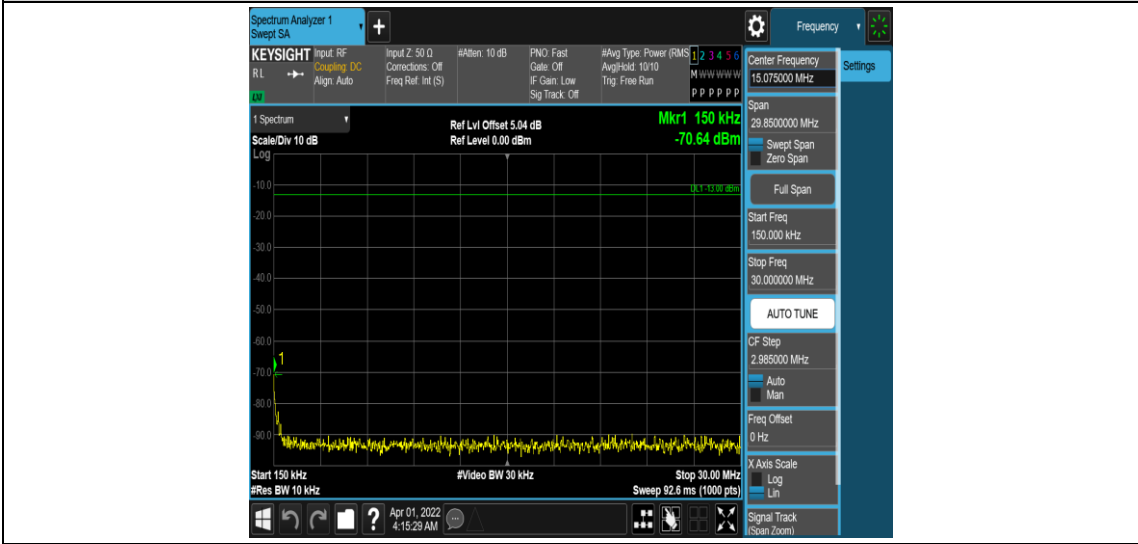 Spectrum Analyzer 1
Swept SA
+
Frequency
KEYSIGHT
RL
LXI
Input: RF
Coupling: DC
Align: Auto
Input Z: 50 Ω
Corrections: Off
Freq Ref: Int (S)
#Atten: 10 dB
PNO: Fast
Gate: Off
IF Gain: Low
Sig Track: Off
#Avg Type: Power (RMS
Avg|Hold: 10/10
Trig: Free Run
1 2 3 4 5 6
M W W W W W
P P P P P P
1 Spectrum
Scale/Div 10 dB
Log
Ref Lvl Offset 5.04 dB
Ref Level 0.00 dBm
Mkr1 150 kHz
-70.64 dBm
DL1 -13.00 dBm
-10.0
-20.0
-30.0
-40.0
-50.0
-60.0
1
-70.0
-80.0
-90.0
Start 150 kHz
#Video BW 30 kHz
Stop 30.00 MHz
#Res BW 10 kHz
Sweep 92.6 ms (1000 pts)
?
Apr 01, 2022
4:15:29 AM
Center Frequency
15.075000 MHz
Settings
Span
29.8500000 MHz
Swept Span
Zero Span
Full Span
Start Freq
150.000 kHz
Stop Freq
30.000000 MHz
AUTO TUNE
CF Step
2.985000 MHz
Auto
Man
Freq Offset
0 Hz
X Axis Scale
Log
Lin
Signal Track
(Span Zoom)